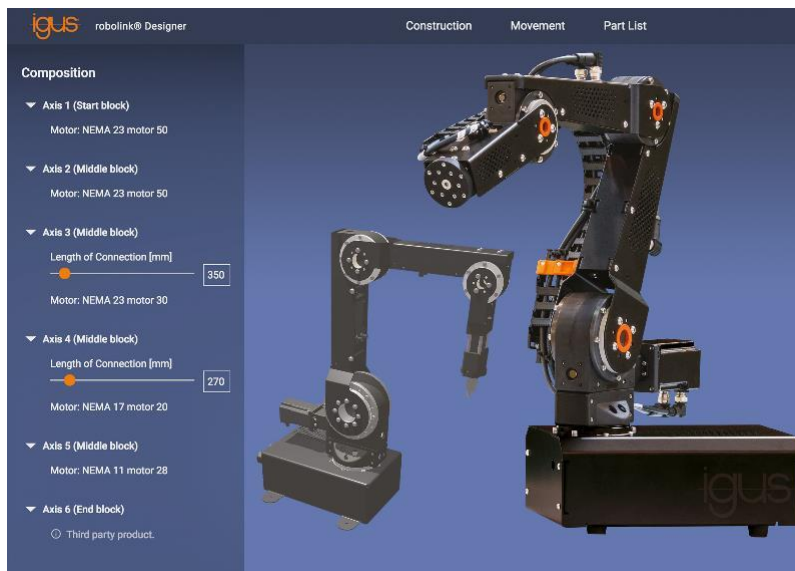 igus robolink® Designer
Construction Movement Part List
Composition
Axis 1 (Start block)
Motor: NEMA 23 motor 50
Axis 2 (Middle block)
Motor: NEMA 23 motor 50
Axis 3 (Middle block)
Length of Connection [mm]
350
Motor: NEMA 23 motor 30
Axis 4 (Middle block)
Length of Connection [mm]
270
Motor: NEMA 17 motor 20
Axis 5 (Middle block)
Motor: NEMA 11 motor 28
Axis 6 (End block)
Third party product.
igus